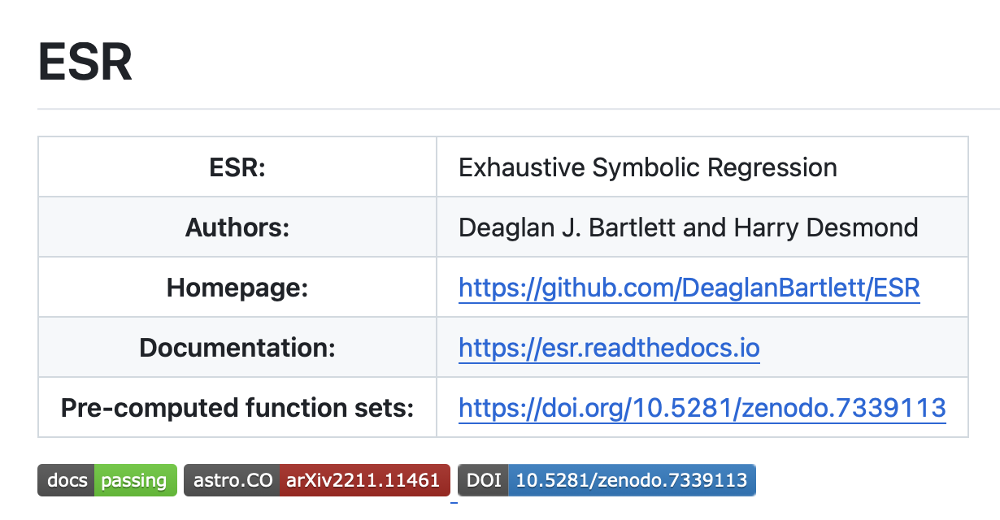 ESR
ESR: Exhaustive Symbolic Regression
Authors: Deaglan J. Bartlett and Harry Desmond
Homepage: https://github.com/DeaglanBartlett/ESR
Documentation: https://esr.readthedocs.io
Pre-computed function sets: https://doi.org/10.5281/zenodo.7339113
docs passing astro.CO arXiv2211.11461 DOI 10.5281/zenodo.7339113